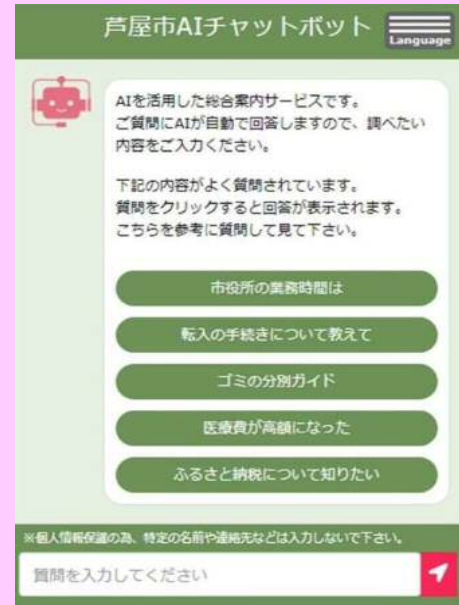 芦屋市AIチャットボット
Language
AIを活用した総合案内サービスです。
ご質問にAIが自動で回答しますので、調べたい
内容をご入力ください。
下記の内容がよく質問されています。
質問をクリックすると回答が表示されます。
こちらを参考に質問して見て下さい。
市役所の業務時間は
転入の手続きについて教えて
ゴミの分別ガイド
医療費が高額になった
ふるさと納税について知りたい
※個人情報保護の為、特定の名前や連絡先などは入力しないで下さい。
質問を入力してください